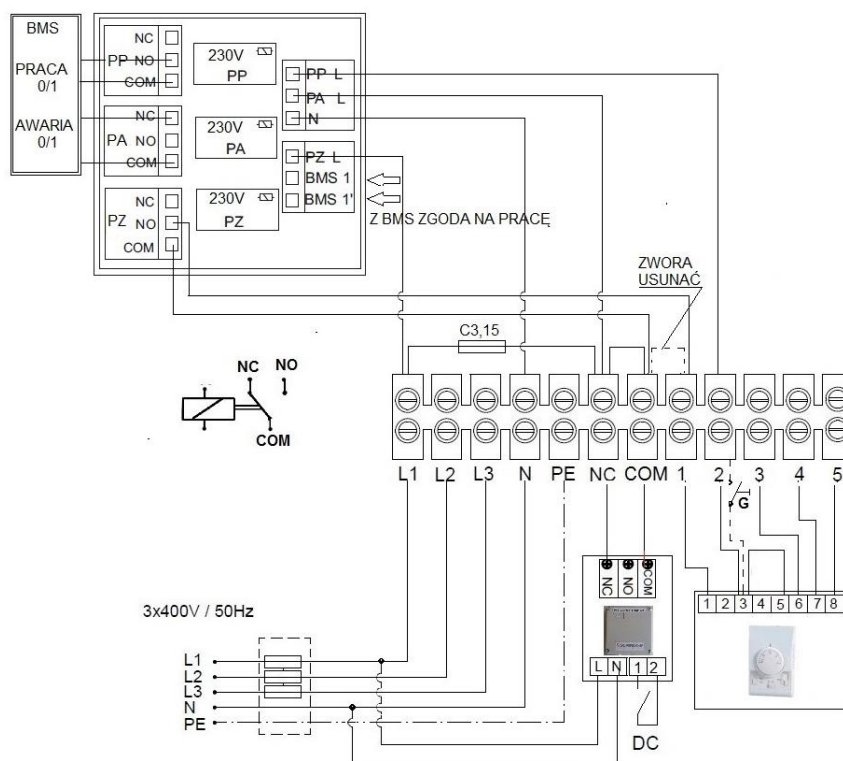 BMS
PRACA
0/1
AWARIA
0/1
NC
PP NO
COM
NC
PA NO
COM
NC
PZ NO
COM
230V
PP
230V
PA
230V
PZ
PP L
PA L
N
PZ L
BMS 1
BMS 1'
Z BMS ZGODA NA PRACĘ
ZWORA
USUNĄĆ
C3,15
NC NO
COM
L1 L2 L3 N PE NC COM 1 2 3 4 5
G
NC NO COM
L N 1 2
DC
1 2 3 4 5 6 7 8
3x400V / 50Hz
L1
L2
L3
N
PE